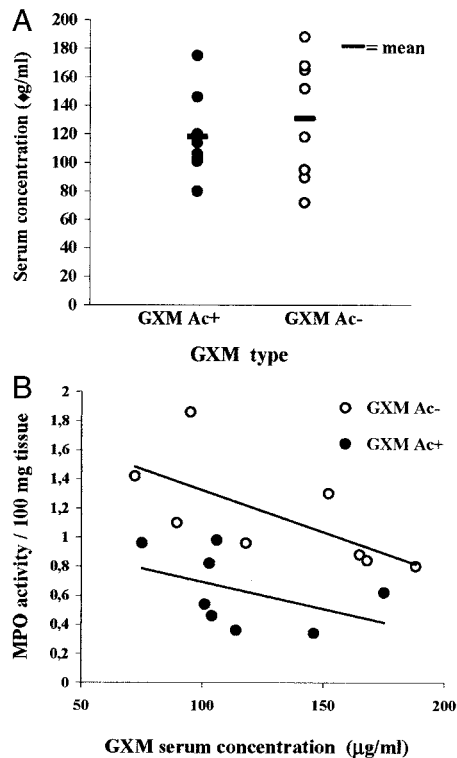 A
Serum concentration (♦g/ml)
200
180
160
140
120
100
80
60
40
20
0
= mean
GXM Ac+
GXM Ac-
GXM type
B
MPO activity / 100 mg tissue
2
1,8
1,6
1,4
1,2
1
0,8
0,6
0,4
0,2
0
GXM Ac-
GXM Ac+
50
100
150
200
GXM serum concentration (µg/ml)